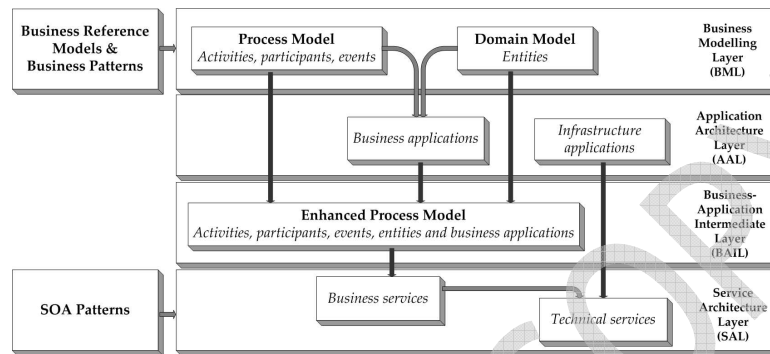 Business Reference
Models &
Business Patterns
Process Model
Activities, participants, events
Domain Model
Entities
Business
Modelling
Layer
(BML)
Business applications
Infrastructure
applications
Application
Architecture
Layer
(AAL)
Enhanced Process Model
Activities, participants, events, entities and business applications
Business-
Application
Intermediate
Layer
(BAIL)
SOA Patterns
Business services
Technical services
Service
Architecture
Layer
(SAL)